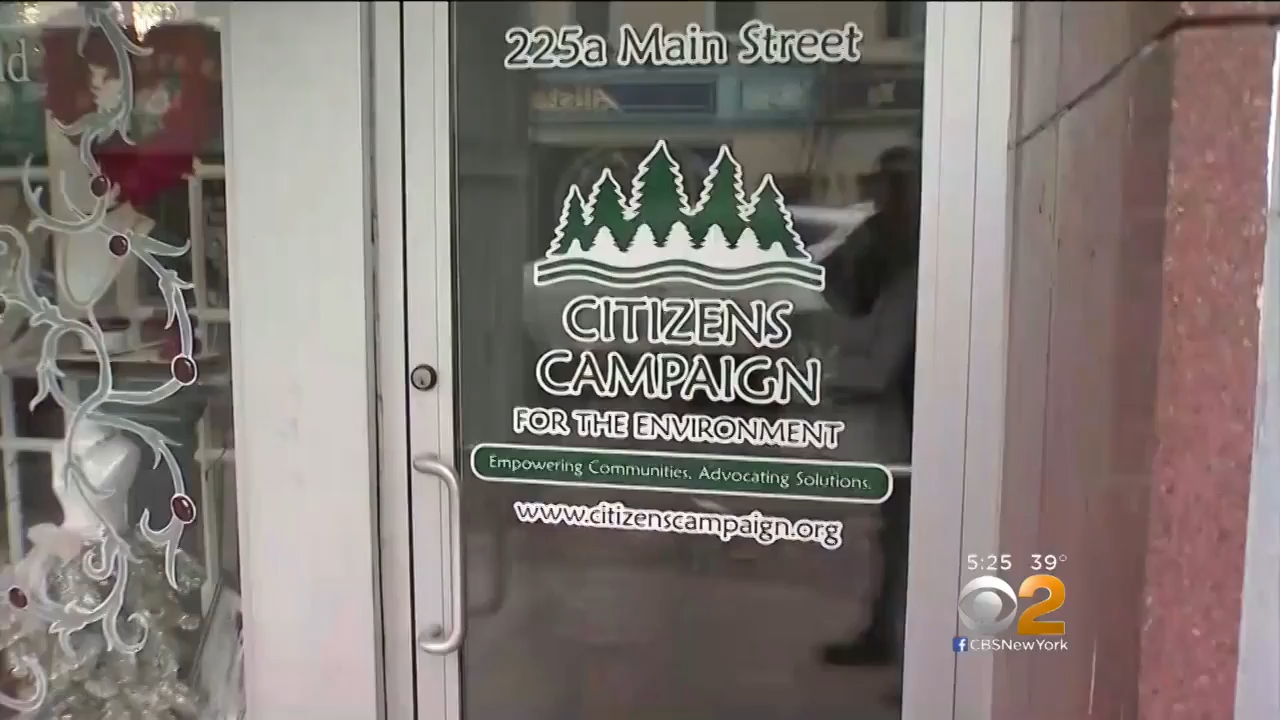 225a Main Street
CITIZENS
CAMPAIGN
FOR THE ENVIRONMENT
Empowering Communities, Advocating Solutions.
www.citizenscampaign.org
5:25 39°
2
CBSNewYork